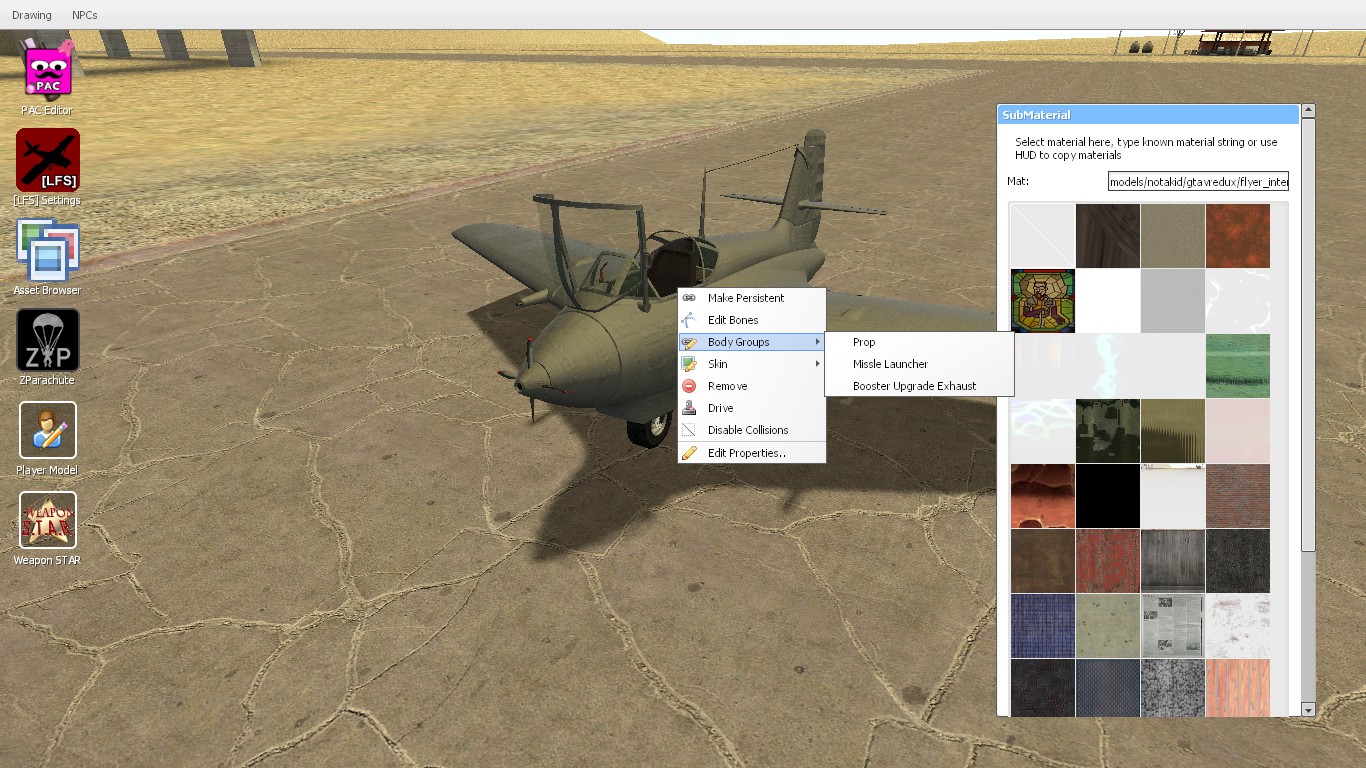 Drawing
NPCs
PAC
PAC Editor
[LFS]
[LFS] Settings
Asset Browser
Z P
ZParachute
Player Model
WEAPON
STAR
Weapon STAR
Make Persistent
Edit Bones
Body Groups
Skin
Remove
Drive
Disable Collisions
Edit Properties..
Prop
Missle Launcher
Booster Upgrade Exhaust
SubMaterial
Select material here, type known material string or use
HUD to copy materials
Mat:
models/notakid/gtavredux/flyer_inter